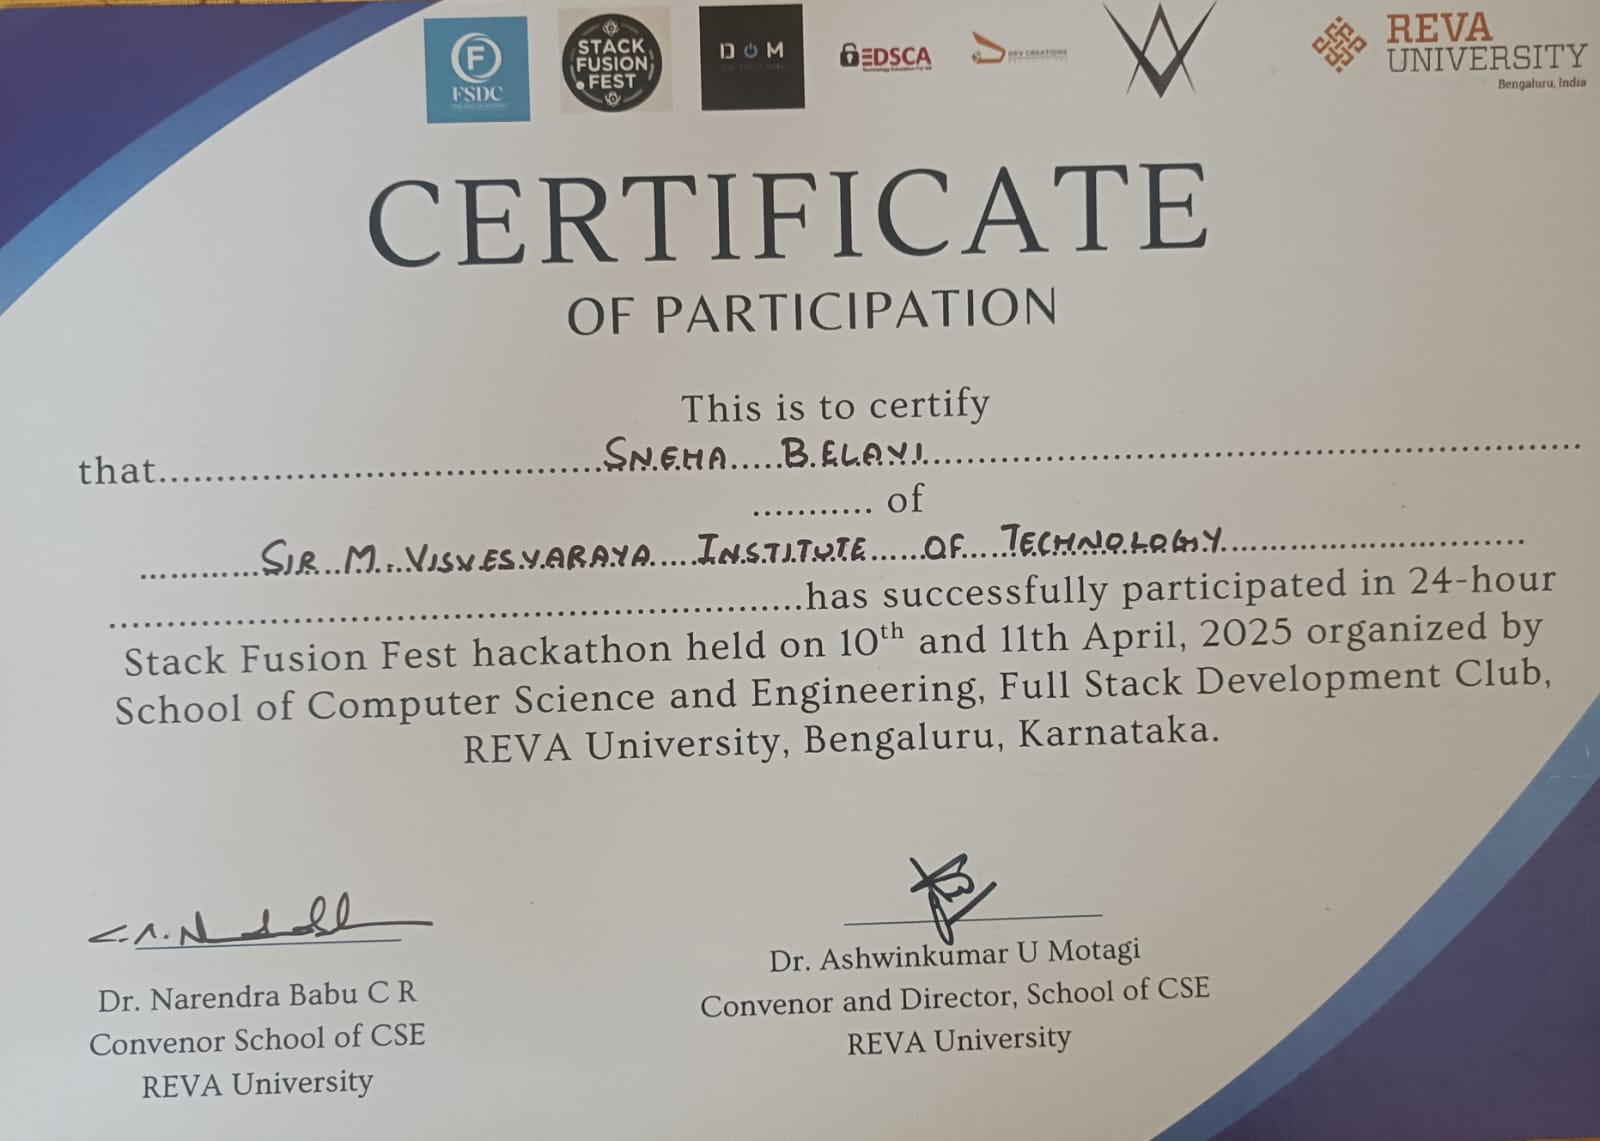 FSDC
STACK
FUSION
FEST
DOM
EDSCA
DEV CREATIONS
REVA
UNIVERSITY
Bengaluru, India
CERTIFICATE
OF PARTICIPATION
This is to certify
that..................................SNEHA.....BELAVI..............................................
........... of
............SIR M. VISVESVARAYA.....INSTITUTE......OF.....TECHNOLOGY..........................
......................................................has successfully participated in 24-hour
Stack Fusion Fest hackathon held on 10th and 11th April, 2025 organized by
School of Computer Science and Engineering, Full Stack Development Club,
REVA University, Bengaluru, Karnataka.
Dr. Narendra Babu C R
Convenor School of CSE
REVA University
Dr. Ashwinkumar U Motagi
Convenor and Director, School of CSE
REVA University